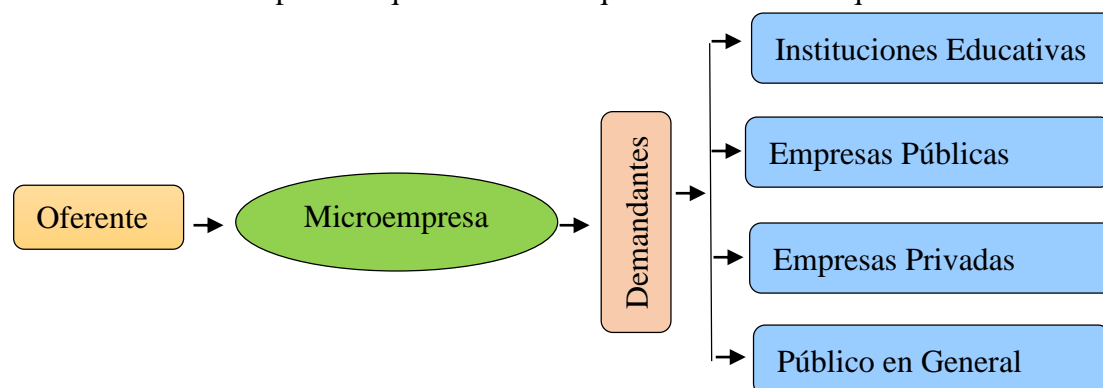 Oferente
Microempresa
Demandantes
Instituciones Educativas
Empresas Públicas
Empresas Privadas
Público en General